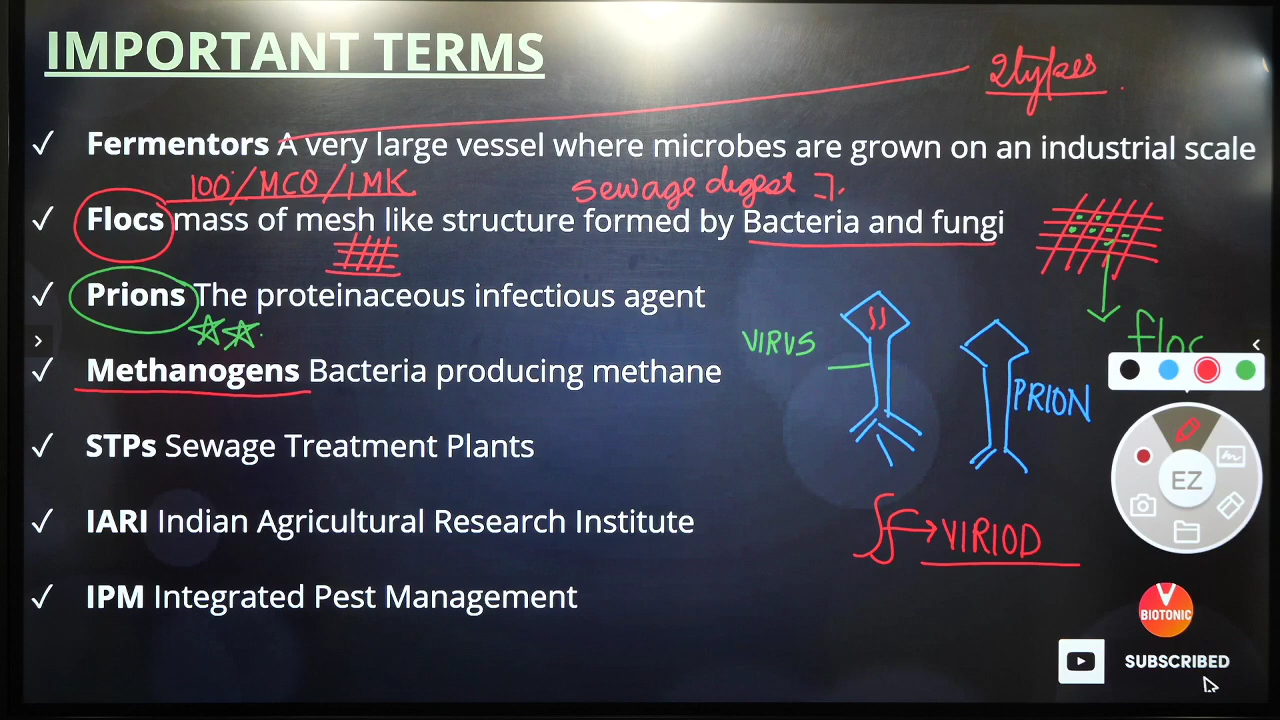 IMPORTANT TERMS
2types
✓ Fermentors A very large vessel where microbes are grown on an industrial scale
100%/MCQ/1MK.
sewage digest
✓ Flocs mass of mesh like structure formed by Bacteria and fungi
✓ Prions The proteinaceous infectious agent
floc
VIRUS
✓ Methanogens Bacteria producing methane
PRION
✓ STPs Sewage Treatment Plants
EZ
✓ IARI Indian Agricultural Research Institute
VIRIOD
✓ IPM Integrated Pest Management
BIOTONIC
SUBSCRIBED